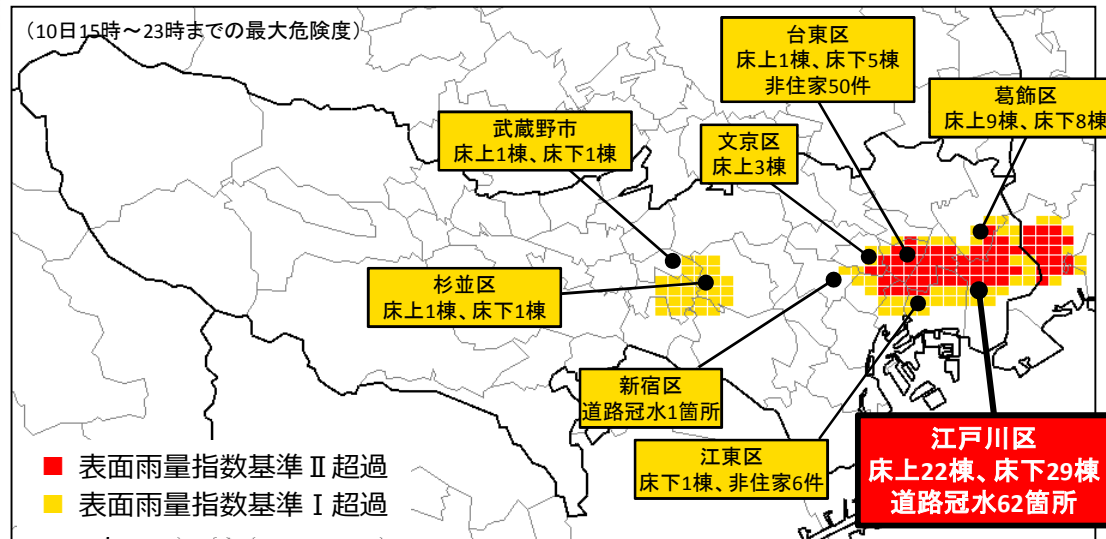 (10日15時～23時までの最大危険度)
台東区
床上1棟、床下5棟
非住家50件
葛飾区
床上9棟、床下8棟
武蔵野市
床上1棟、床下1棟
文京区
床上3棟
杉並区
床上1棟、床下1棟
新宿区
道路冠水1箇所
江東区
床下1棟、非住家6件
江戸川区
床上22棟、床下29棟
道路冠水62箇所
表面雨量指数基準Ⅱ超過
表面雨量指数基準Ⅰ超過